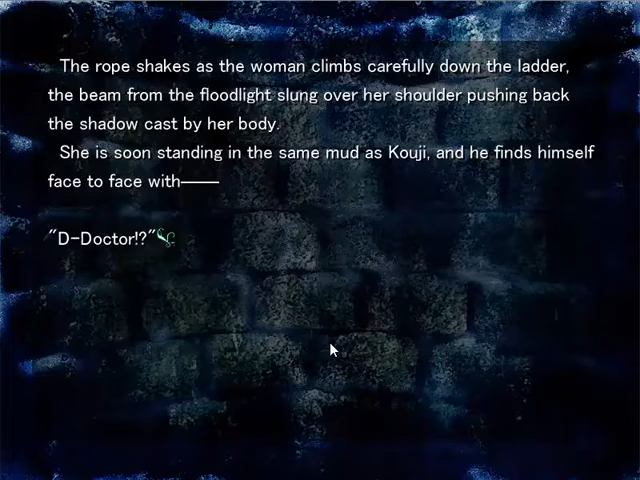 The rope shakes as the woman climbs carefully down the ladder,
the beam from the floodlight slung over her shoulder pushing back
the shadow cast by her body.
She is soon standing in the same mud as Kouji, and he finds himself
face to face with——
"D-Doctor!?"